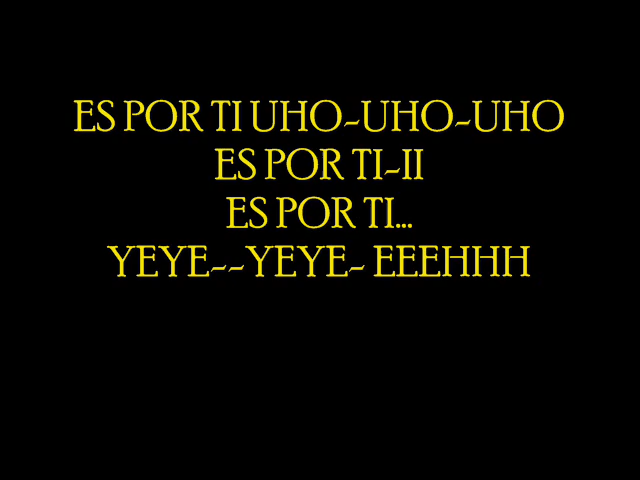 ES POR TI UHO-UHO-UHO
ES POR TI-II
ES POR TI...
YEYE--YEYE- EEEHHH